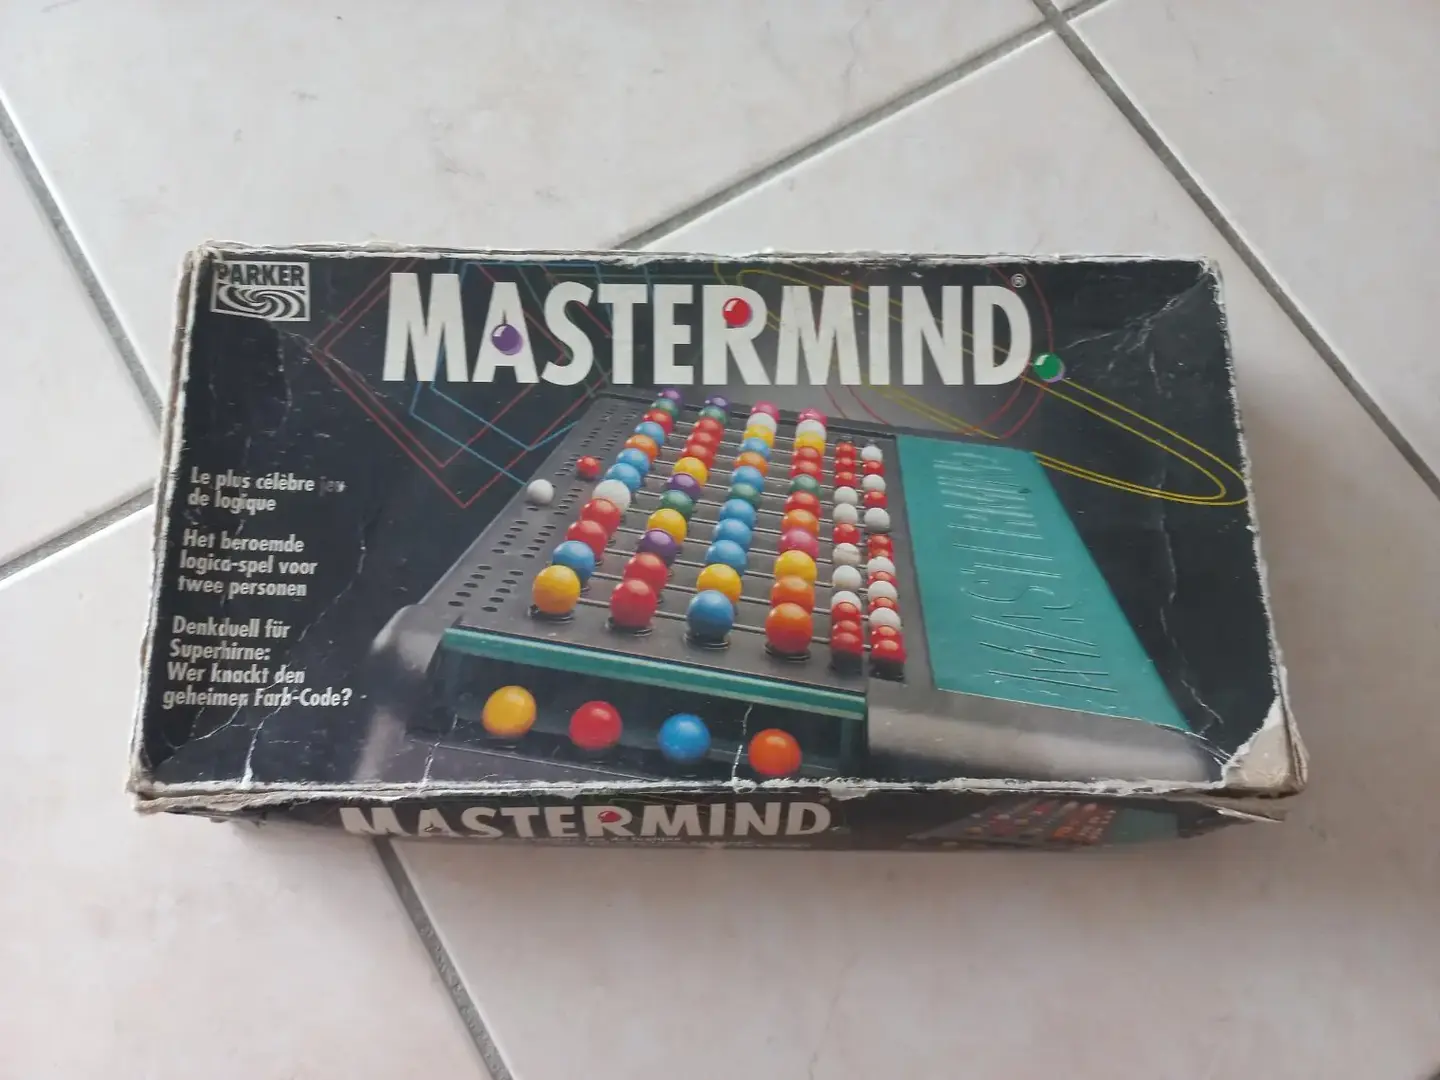 PARKER
MASTERMIND®
Le plus célèbre jeu
de logique
Het beroemde
logica-spel voor
twee personen
Denkduell für
Superhirne:
Wer knackt den
geheimen Farb-Code?
MASTERMIND
MASTERMIND